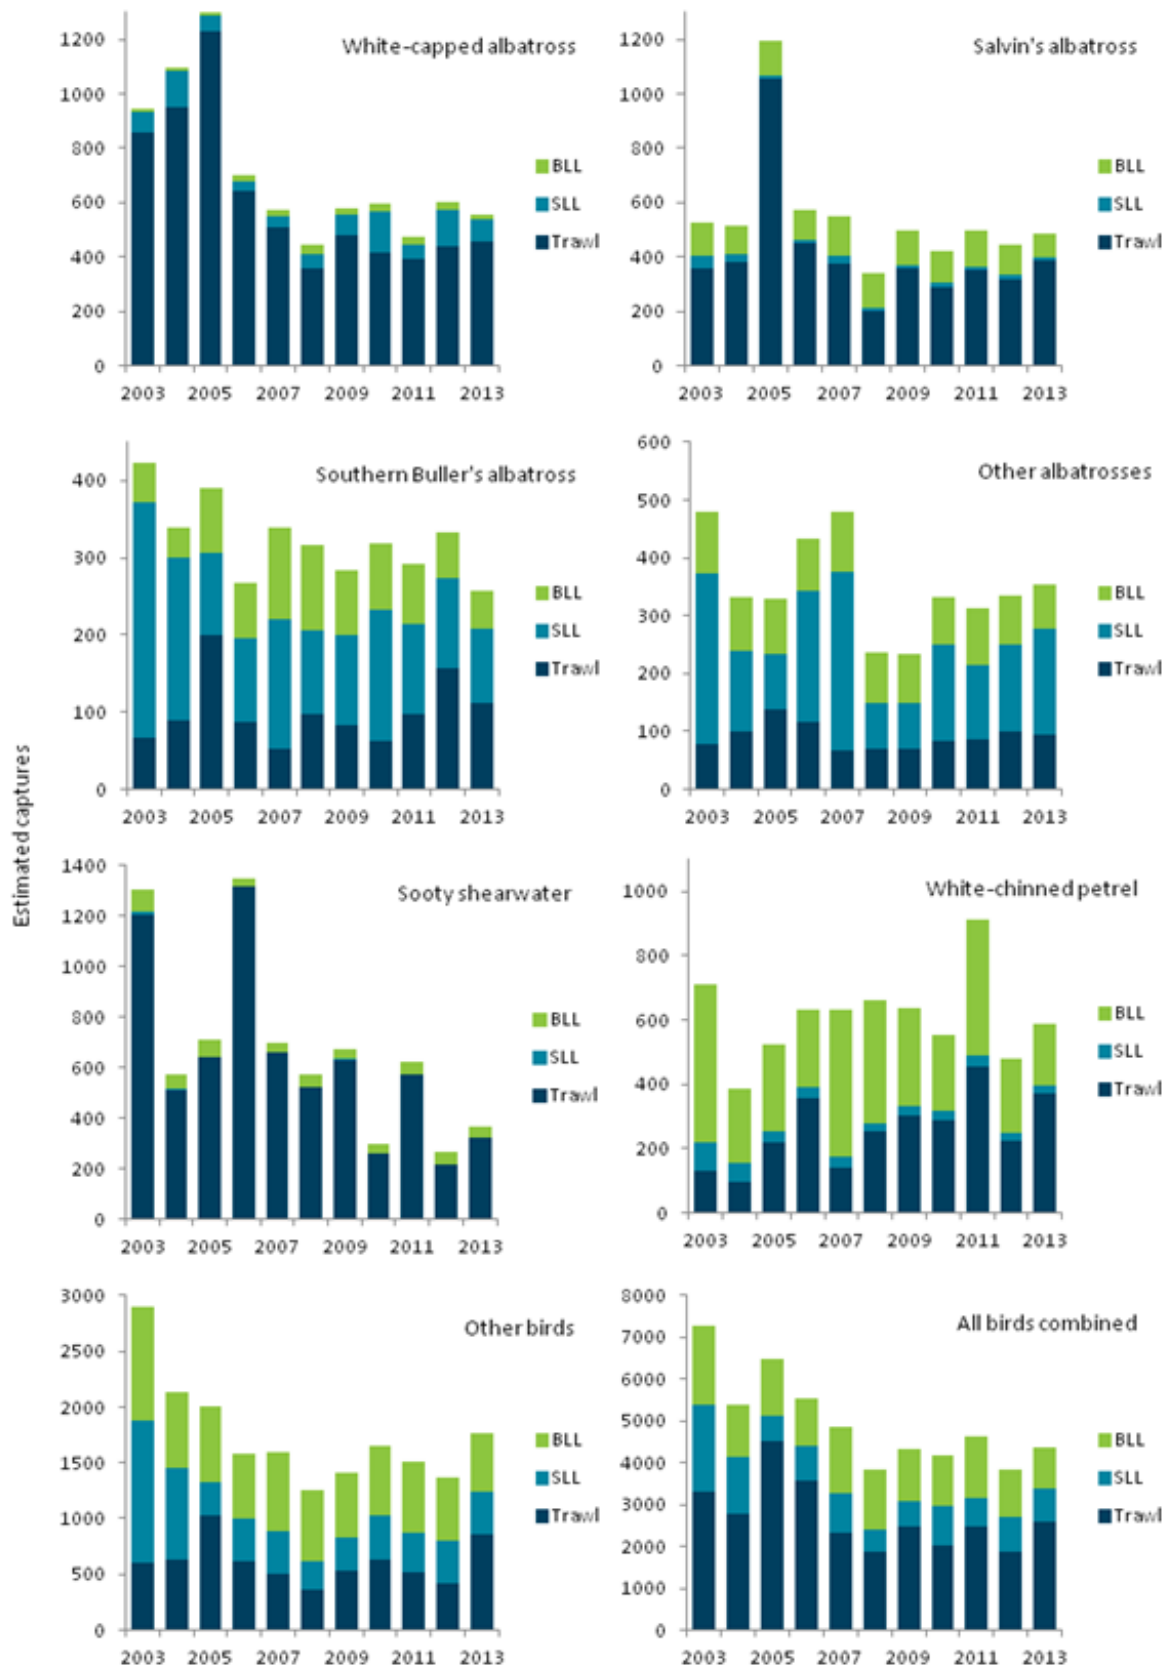 Estimated captures
White-capped albatross
1200
1000
800
600
400
200
0
BLL
SLL
Trawl
2003 2005 2007 2009 2011 2013
Salvin's albatross
1200
1000
800
600
400
200
0
BLL
SLL
Trawl
2003 2005 2007 2009 2011 2013
Southern Buller's albatross
400
300
200
100
0
BLL
SLL
Trawl
2003 2005 2007 2009 2011 2013
Other albatrosses
600
500
400
300
200
100
0
BLL
SLL
Trawl
2003 2005 2007 2009 2011 2013
Sooty shearwater
1400
1200
1000
800
600
400
200
0
BLL
SLL
Trawl
2003 2005 2007 2009 2011 2013
White-chinned petrel
1000
800
600
400
200
0
BLL
SLL
Trawl
2003 2005 2007 2009 2011 2013
Other birds
3000
2500
2000
1500
1000
500
0
BLL
SLL
Trawl
2003 2005 2007 2009 2011 2013
All birds combined
8000
7000
6000
5000
4000
3000
2000
1000
0
BLL
SLL
Trawl
2003 2005 2007 2009 2011 2013